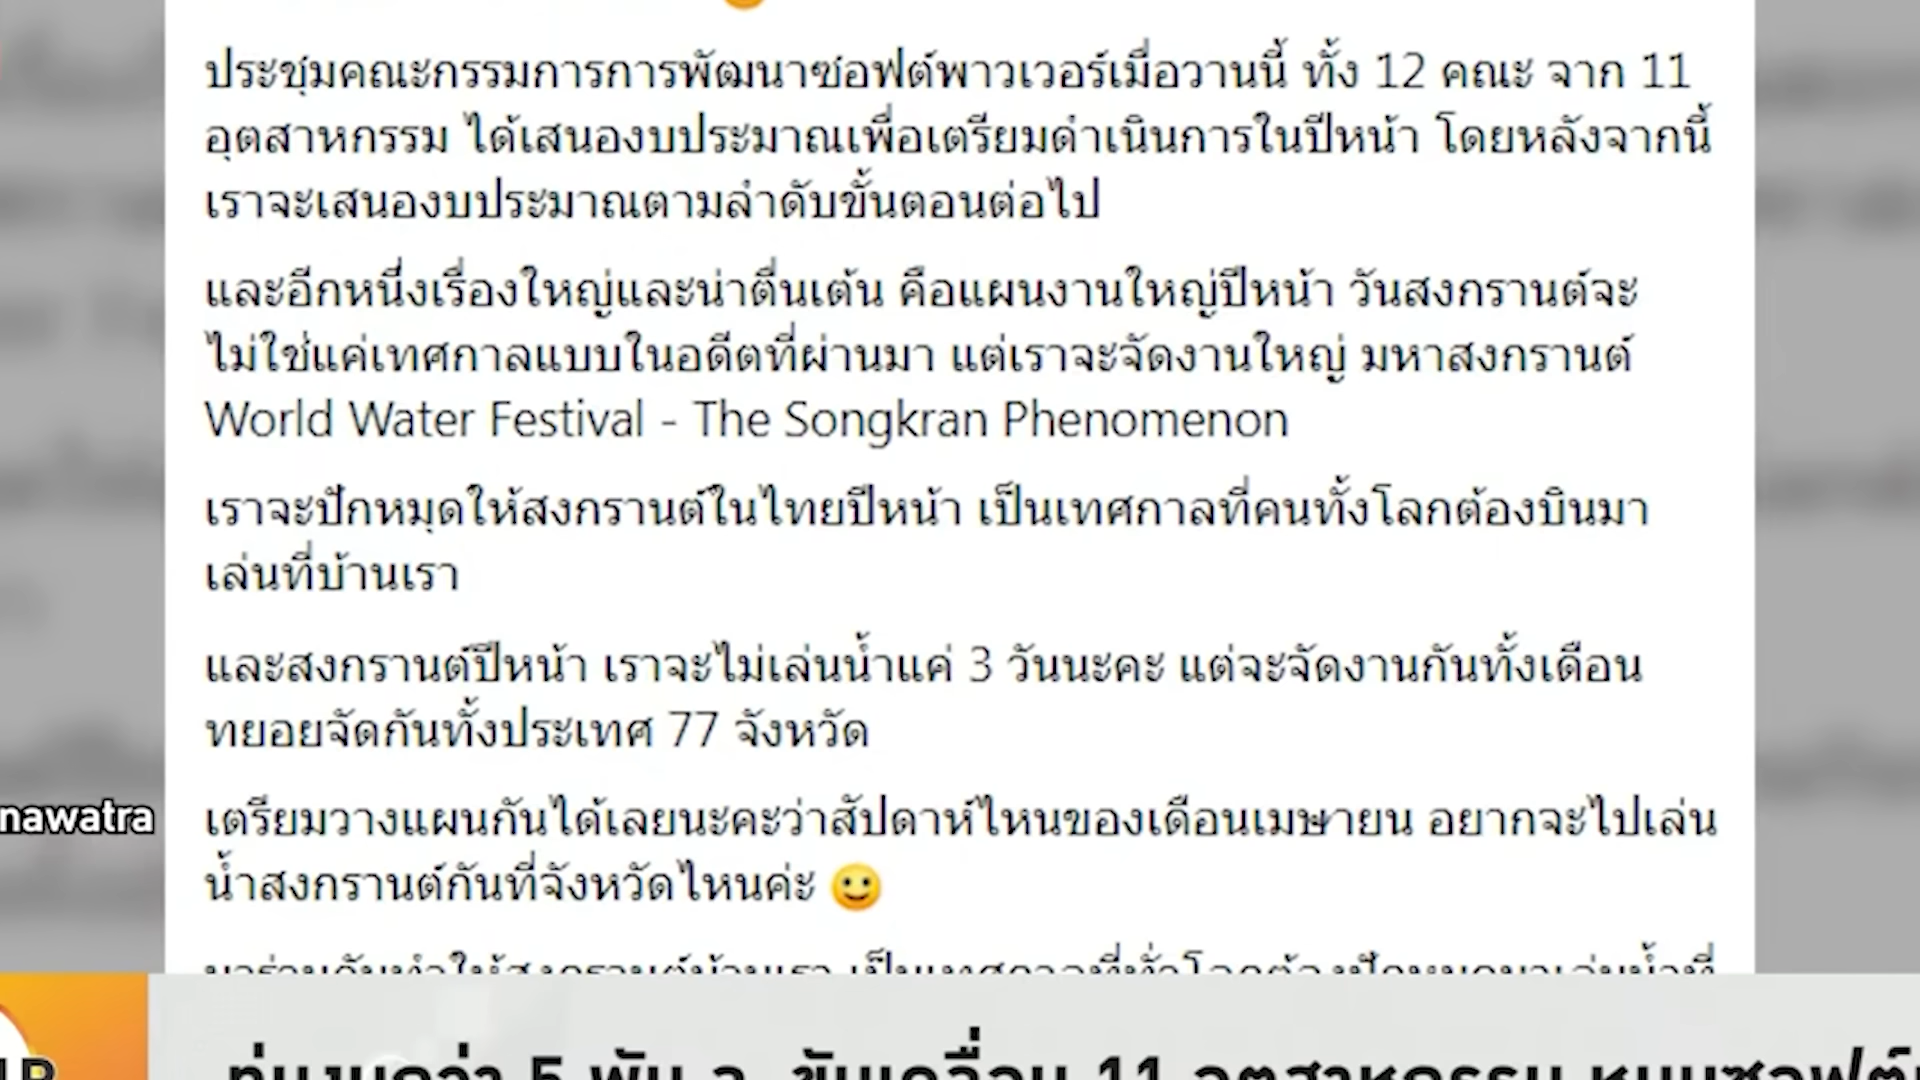 ประชุมคณะกรรมการการพัฒนาซอฟต์พาวเวอร์เมื่อวานนี้ ทั้ง 12 คณะ จาก 11
อุตสาหกรรม ได้เสนองบประมาณเพื่อเตรียมดำเนินการในปีหน้า โดยหลังจากนี้
เราจะเสนองบประมาณตามลำดับขั้นตอนต่อไป
และอีกหนึ่งเรื่องใหญ่และน่าตื่นเต้น คือแผนงานใหญ่ปีหน้า วันสงกรานต์จะ
ไม่ใช่แค่เทศกาลแบบในอดีตที่ผ่านมา แต่เราจะจัดงานใหญ่ มหาสงกรานต์
World Water Festival - The Songkran Phenomenon
เราจะปักหมุดให้สงกรานต์ในไทยปีหน้า เป็นเทศกาลที่คนทั้งโลกต้องบินมา
เล่นที่บ้านเรา
และสงกรานต์ปีหน้า เราจะไม่เล่นน้ำแค่ 3 วันนะคะ แต่จะจัดงานกันทั้งเดือน
ทยอยจัดกันทั้งประเทศ 77 จังหวัด
nawatra
เตรียมวางแผนกันได้เลยนะคะว่าสัปดาห์ไหนของเดือนเมษายน อยากจะไปเล่น
น้ำสงกรานต์กันที่จังหวัดไหนค่ะ 🙂
5 พัน ล. ขับเคลื่อน 11 อุตสาหกรรม